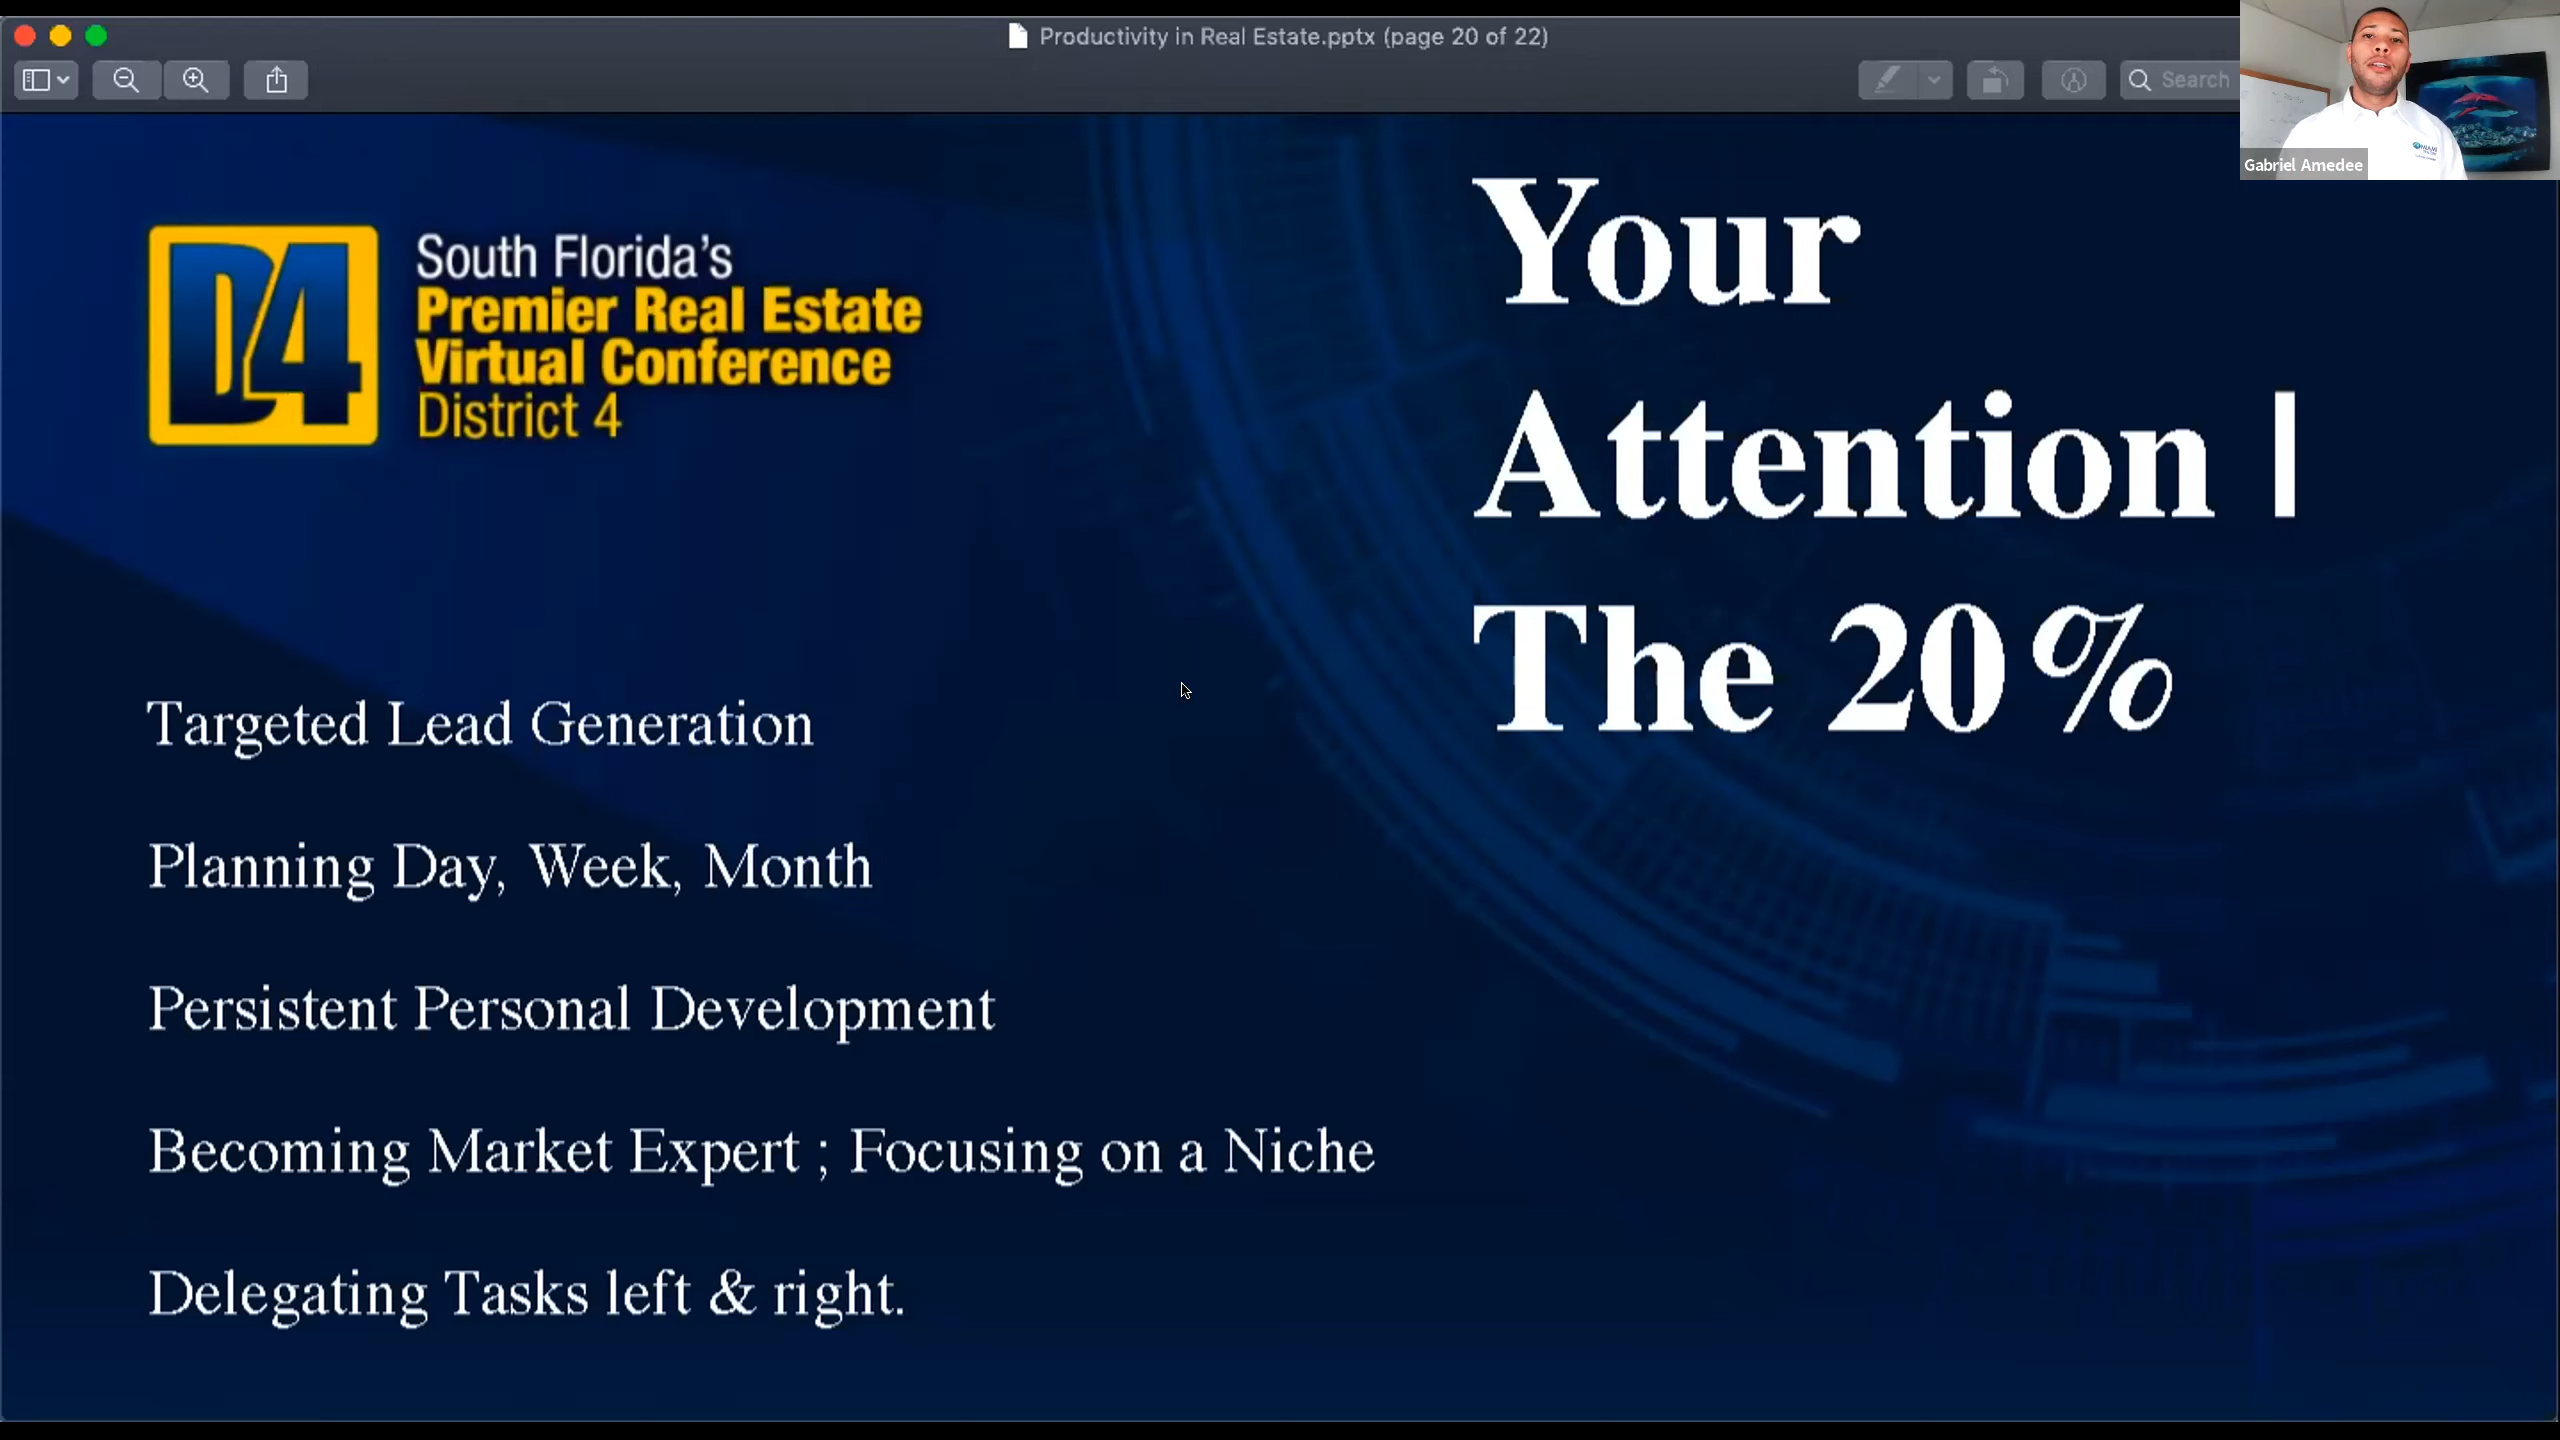 Productivity in Real Estate.pptx (page 20 of 22)
Search
Gabriel Amedee
D4
South Florida's
Premier Real Estate
Virtual Conference
District 4
Your
Attention |
The 20%
Targeted Lead Generation
Planning Day, Week, Month
Persistent Personal Development
Becoming Market Expert ; Focusing on a Niche
Delegating Tasks left & right.